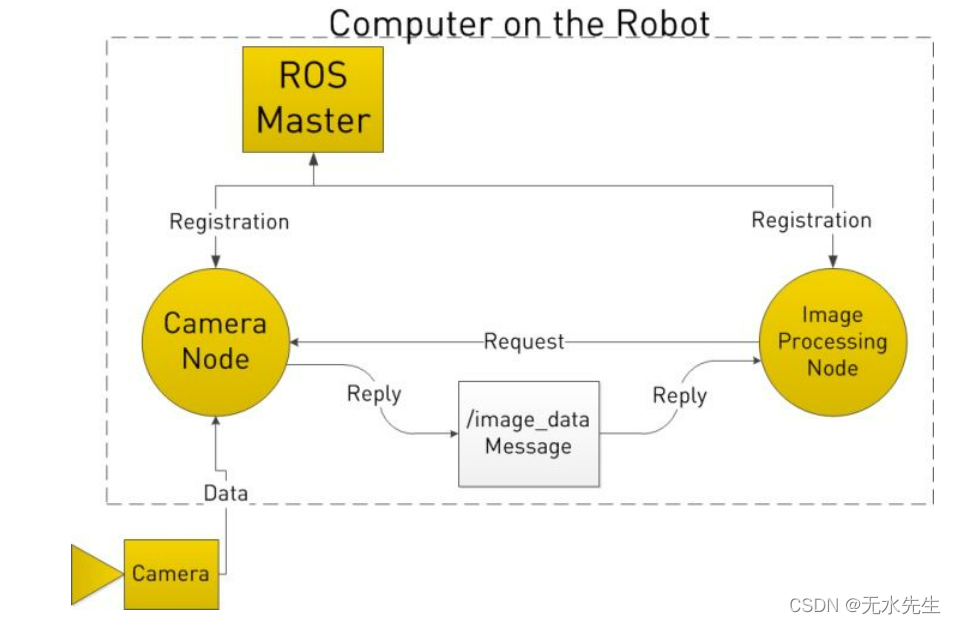 Computer on the Robot
ROS
Master
Registration
Registration
Camera
Node
Image
Processing
Node
Request
Reply
Reply
/image_data
Message
Data
Camera
CSDN @无水先生